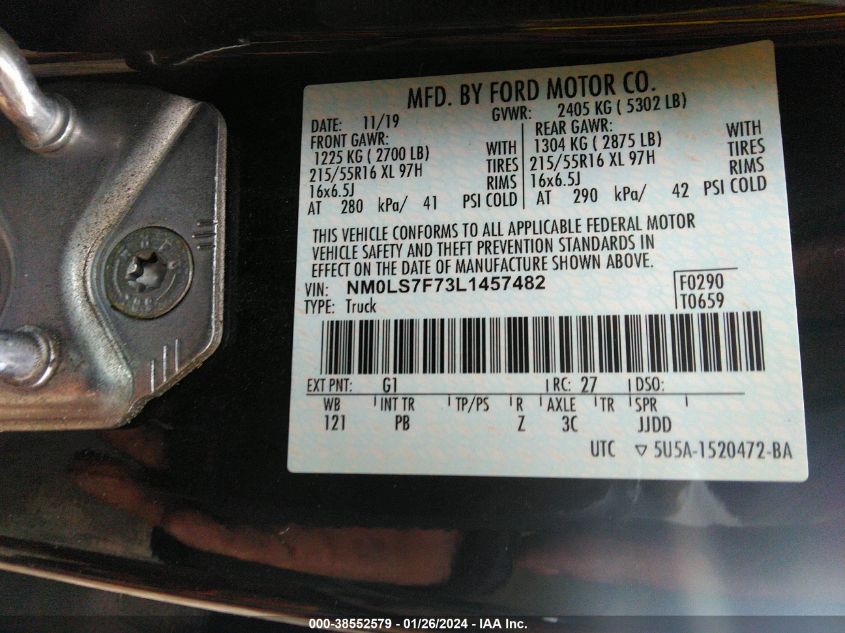 MFD. BY FORD MOTOR CO.
DATE: 11/19 GVWR: 2405 KG ( 5302 LB)
FRONT GAWR: REAR GAWR:
1225 KG ( 2700 LB) WITH 1304 KG ( 2875 LB) WITH
215/55R16 XL 97H TIRES 215/55R16 XL 97H TIRES
16x6.5J RIMS 16x6.5J RIMS
AT 280 kPa/ 41 PSI COLD AT 290 kPa/ 42 PSI COLD
THIS VEHICLE CONFORMS TO ALL APPLICABLE FEDERAL MOTOR
VEHICLE SAFETY AND THEFT PREVENTION STANDARDS IN
EFFECT ON THE DATE OF MANUFACTURE SHOWN ABOVE.
VIN: NM0LS7F73L1457482 F0290
TYPE: Truck T0659
EXT PNT: G1 RC: 27 DSO:
WB INT TR TP/PS R AXLE TR SPR
121 PB Z 3C JJDD
UTC ▽ 5U5A-1520472-BA
000-38552579 / 01/26/2024 - IAA Inc.